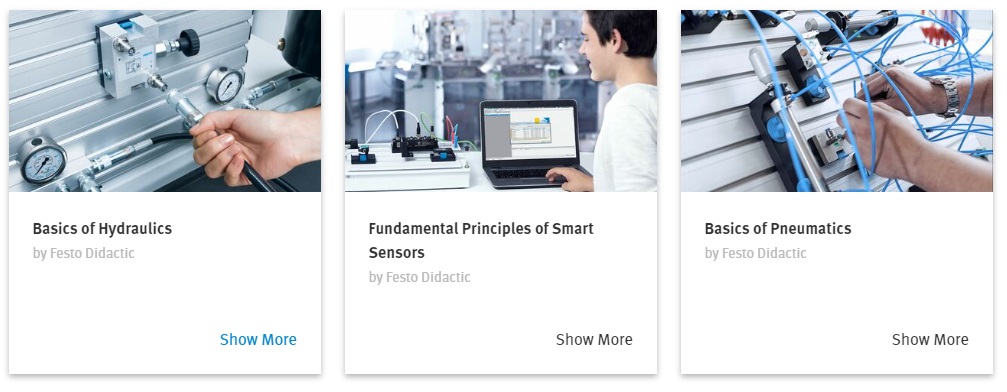 Basics of Hydraulics
by Festo Didactic
Show More
Fundamental Principles of Smart
Sensors
by Festo Didactic
Show More
Basics of Pneumatics
by Festo Didactic
Show More